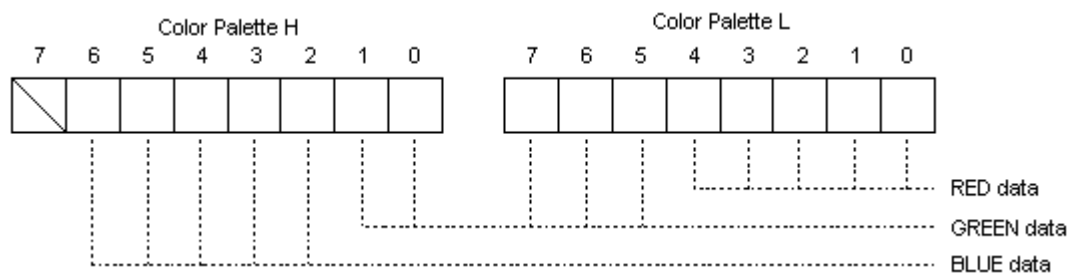 Color Palette H
Color Palette L
7 6 5 4 3 2 1 0
7 6 5 4 3 2 1 0
RED data
GREEN data
BLUE data